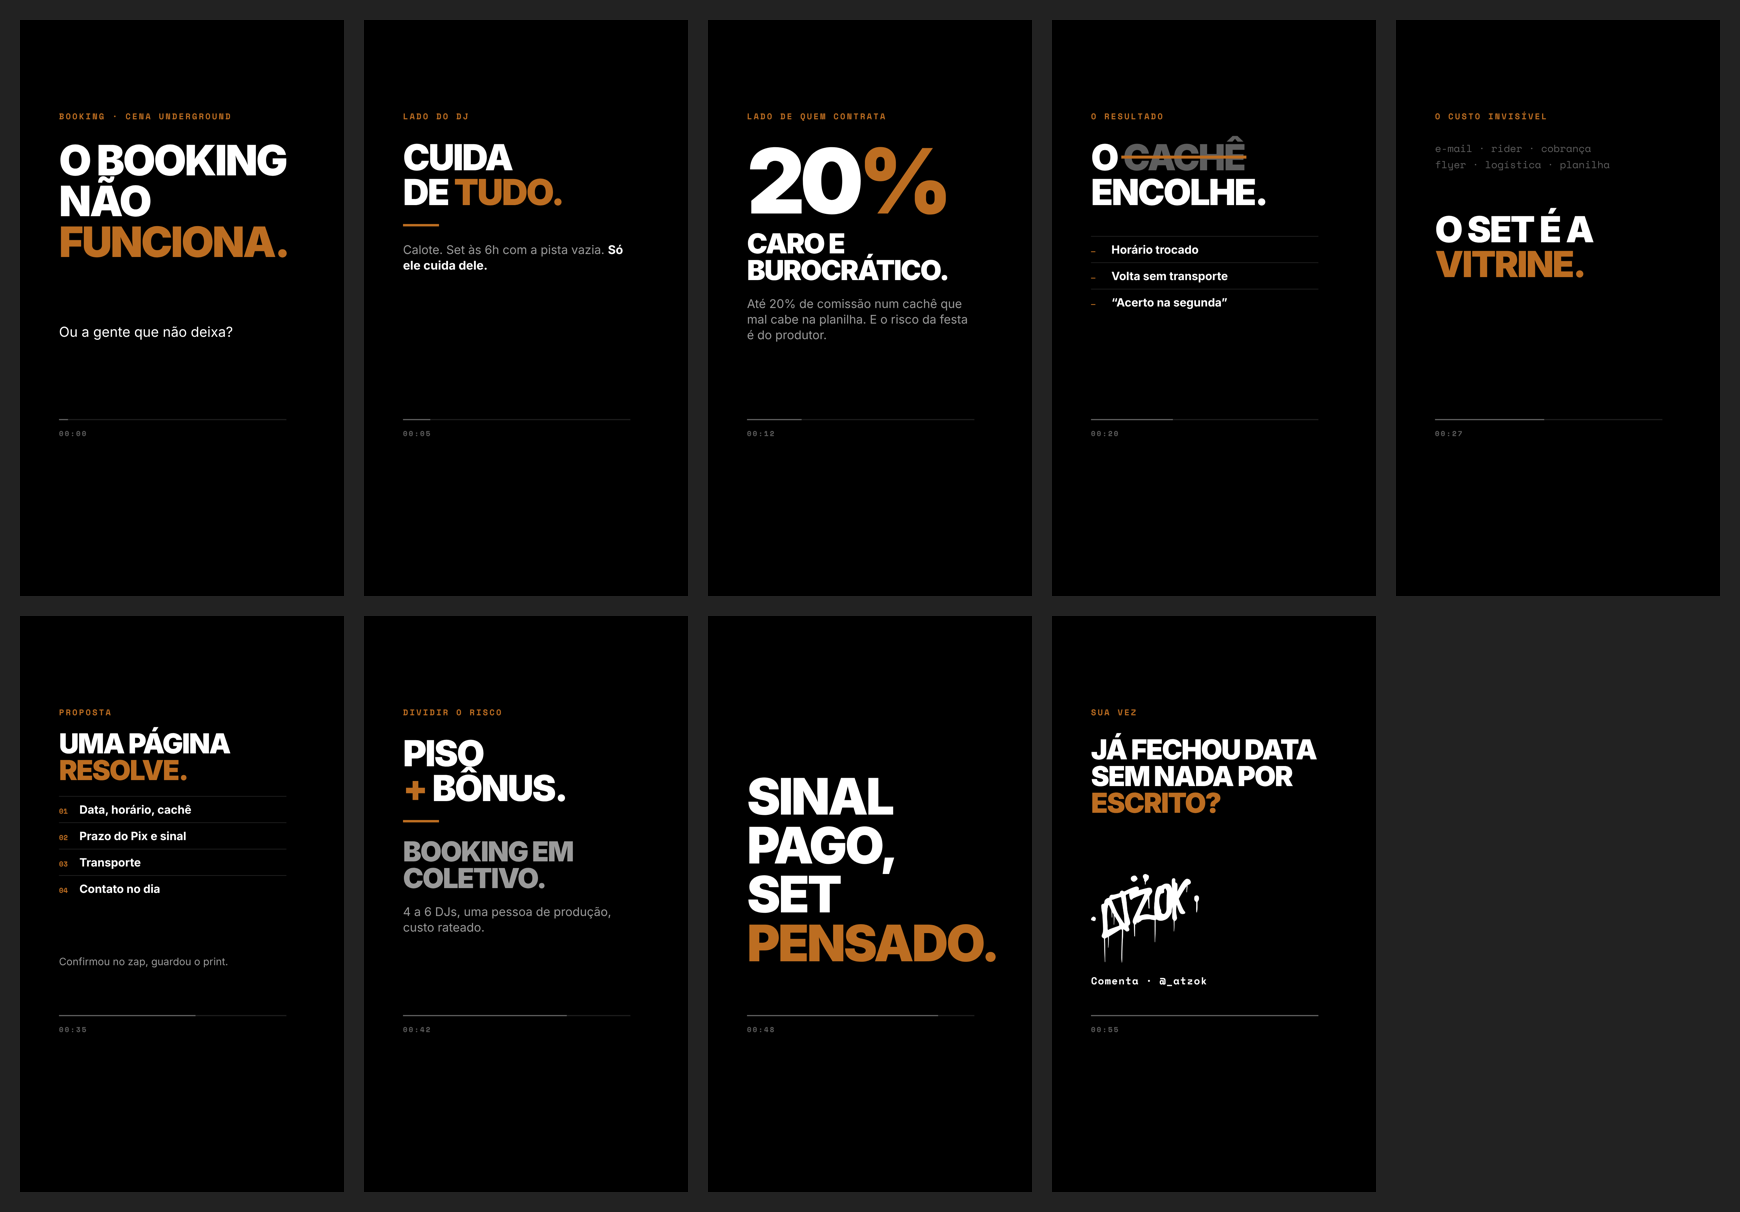 BOOKING · CENA UNDERGROUND
O BOOKING
NÃO
FUNCIONA.
Ou a gente que não deixa?
00:00
LADO DO DJ
CUIDA
DE TUDO.
Calote. Set às 6h com a pista vazia. Só
ele cuida dele.
00:05
LADO DE QUEM CONTRATA
20%
CARO E
BUROCRÁTICO.
Até 20% de comissão num cachê que
mal cabe na planilha. E o risco da festa
é do produtor.
00:12
O RESULTADO
O CACHÊ
ENCOLHE.
– Horário trocado
– Volta sem transporte
– “Acerto na segunda”
00:20
O CUSTO INVISÍVEL
e-mail · rider · cobrança
flyer · logística · planilha
O SET É A
VITRINE.
00:27
PROPOSTA
UMA PÁGINA
RESOLVE.
01 Data, horário, cachê
02 Prazo do Pix e sinal
03 Transporte
04 Contato no dia
Confirmou no zap, guardou o print.
00:35
DIVIDIR O RISCO
PISO
+ BÔNUS.
BOOKING EM
COLETIVO.
4 a 6 DJs, uma pessoa de produção,
custo rateado.
00:42
SINAL
PAGO,
SET
PENSADO.
00:48
SUA VEZ
JÁ FECHOU DATA
SEM NADA POR
ESCRITO?
ATZOK
Comenta · @_atzok
00:55